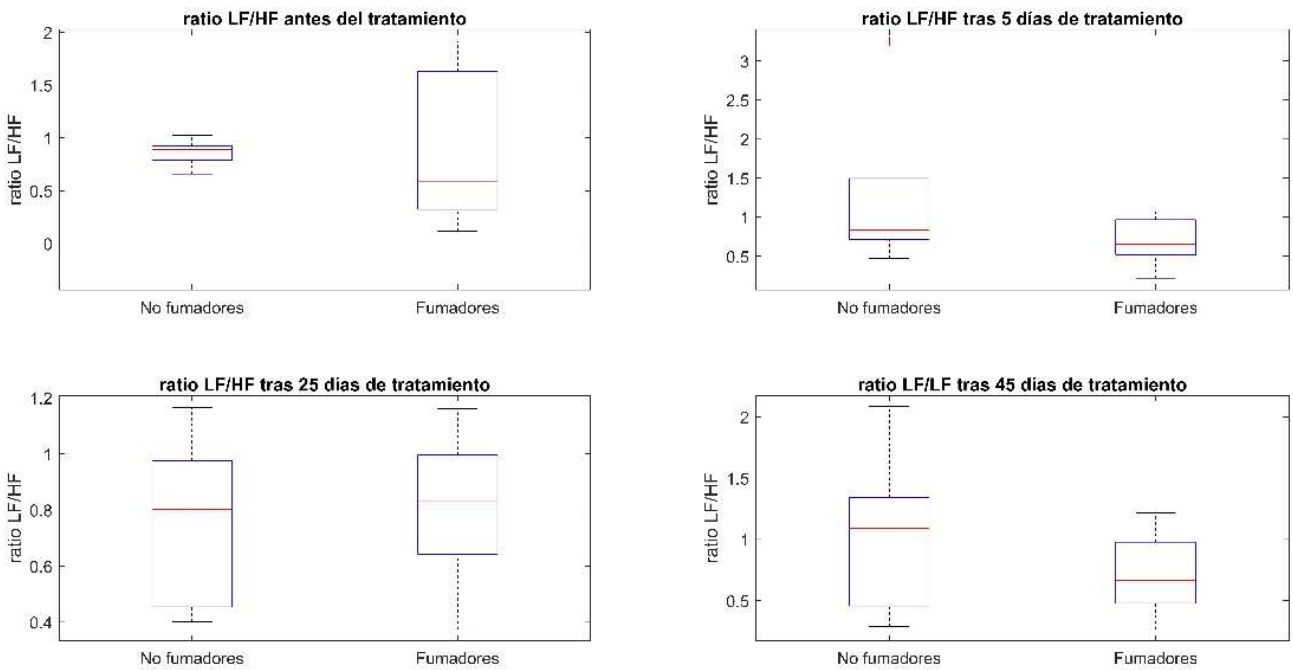 ratio LF/HF antes del tratamiento
2
1.5
1
0.5
0
ratio LF/HF
No fumadores
Fumadores
ratio LF/HF tras 5 días de tratamiento
3
2.5
2
1.5
1
0.5
ratio LF/HF
No fumadores
Fumadores
ratio LF/HF tras 25 dias de tratamiento
1.2
1
0.8
0.6
0.4
ratio LF/HF
No fumadores
Fumadores
ratio LF/LF tras 45 dias de tratamiento
2
1.5
1
0.5
ratio LF/HF
No fumadores
Fumadores